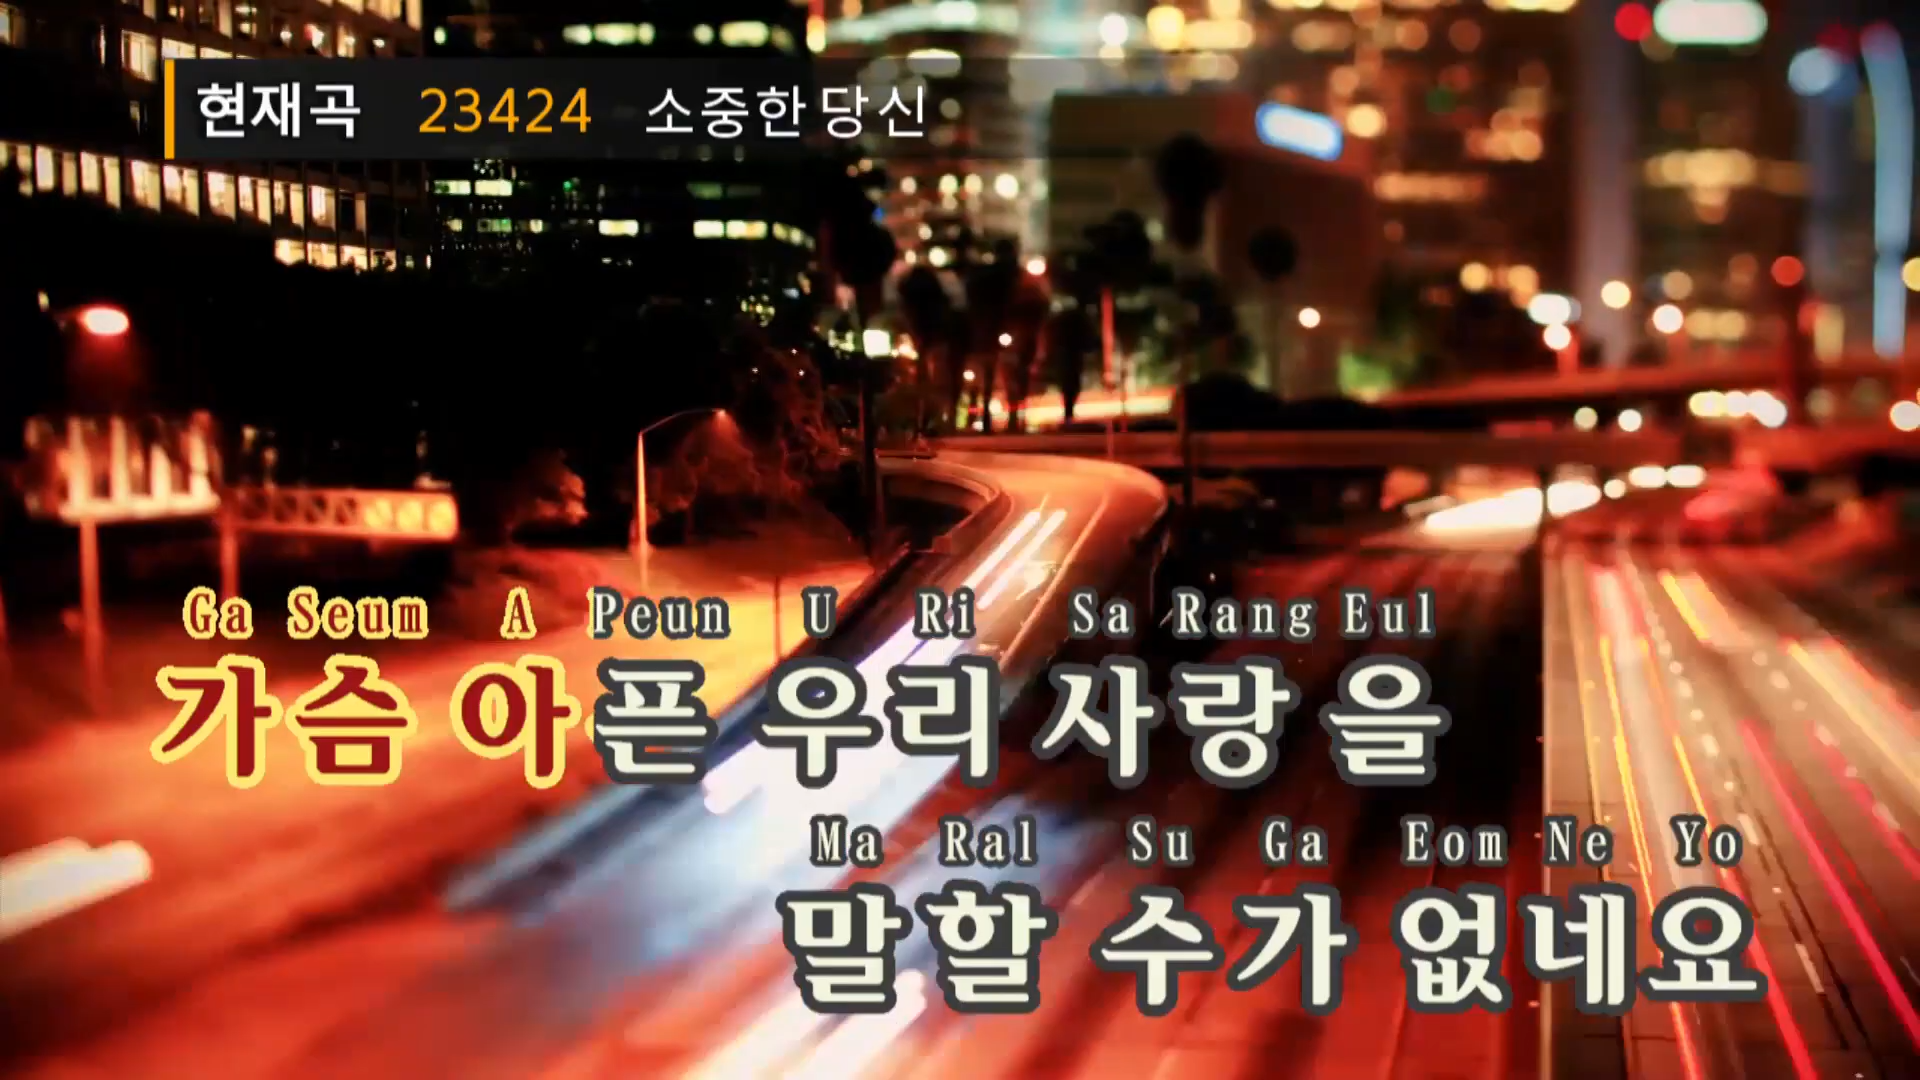 현재곡 23424 소중한 당신
Ga Seum A Peun U Ri Sa Rang Eul
가슴 아픈 우리 사랑을
Ma Ral Su Ga Eom Ne Yo
말할 수가 없네요